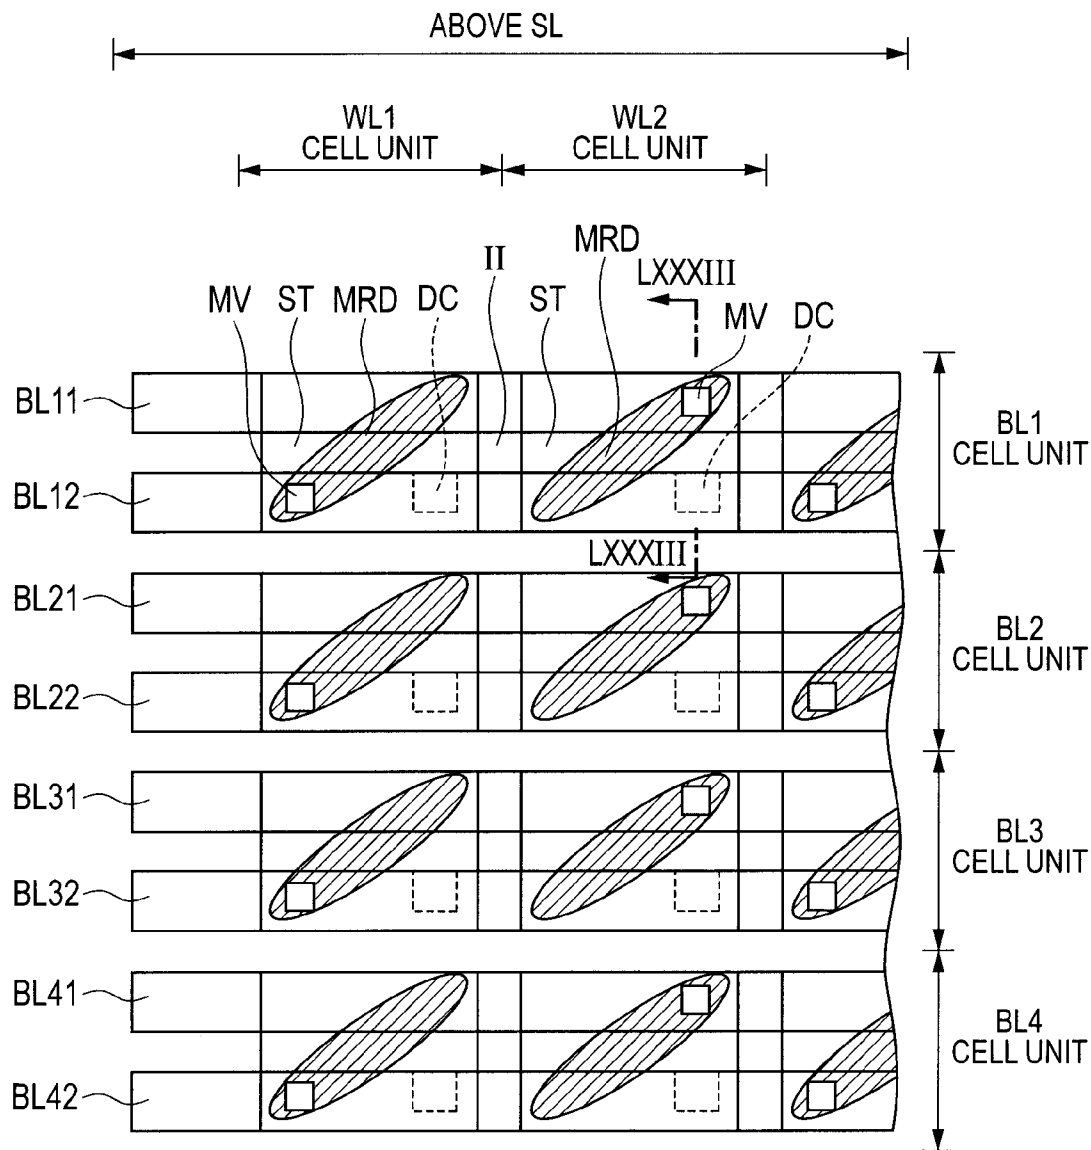 ABOVE SL
WL1
CELL UNIT
WL2
CELL UNIT
MRD
II
LXXXIII
MV
ST
MRD
DC
ST
MV
DC
BL11
BL1
CELL UNIT
BL12
LXXXIII
BL21
BL2
CELL UNIT
BL22
BL31
BL3
CELL UNIT
BL32
BL41
BL4
CELL UNIT
BL42